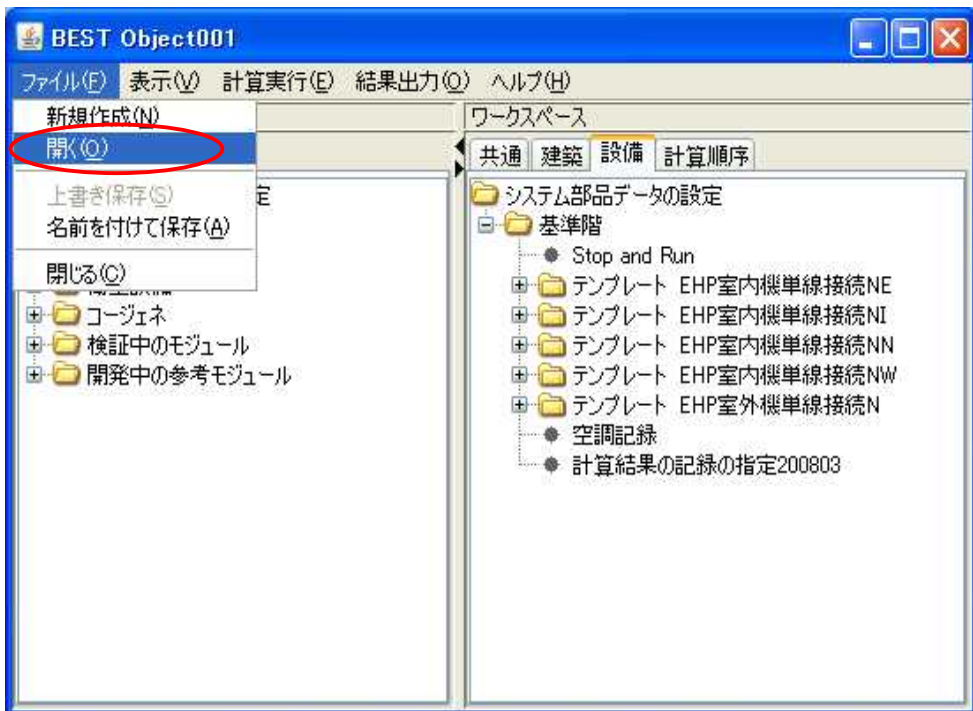 BEST Object001
ファイル(F) 表示(V) 計算実行(E) 結果出力(O) ヘルプ(H)
新規作成(N)
開く(O)
上書き保存(S)
名前を付けて保存(A)
閉じる(C)
定
コージェネ
検証中のモジュール
開発中の参考モジュール
ワークスペース
共通 建築 設備 計算順序
システム部品データの設定
基準階
Stop and Run
テンプレート EHP室内機単線接続NE
テンプレート EHP室内機単線接続NI
テンプレート EHP室内機単線接続NN
テンプレート EHP室内機単線接続NW
テンプレート EHP室外機単線接続N
空調記録
計算結果の記録の指定200803